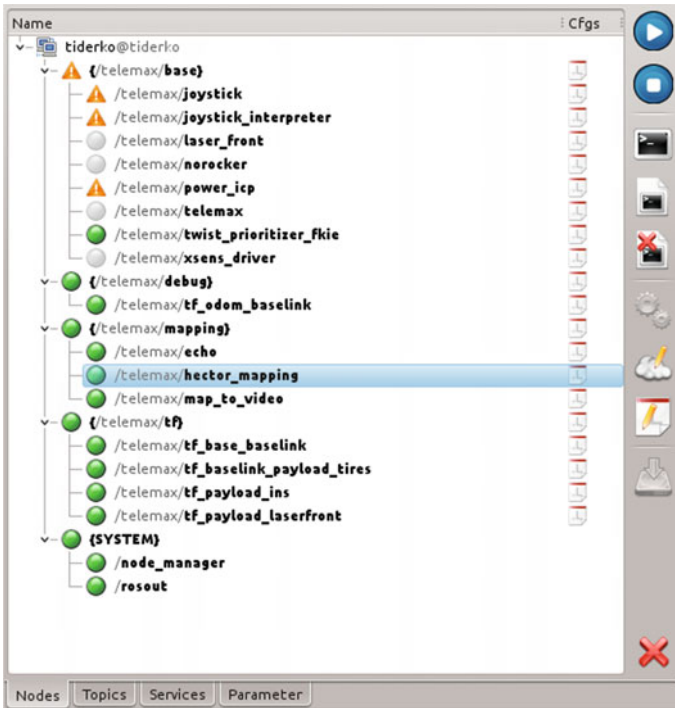 Name Cfgs
tiderko@tiderko
{/telemax/base}
/telemax/joystick
/telemax/joystick_interpreter
/telemax/laser_front
/telemax/norocker
/telemax/power_icp
/telemax/telemax
/telemax/twist_prioritizer_fkie
/telemax/xsens_driver
{/telemax/debug}
/telemax/tf_odom_baselink
{/telemax/mapping}
/telemax/echo
/telemax/hector_mapping
/telemax/map_to_video
{/telemax/tf}
/telemax/tf_base_baselink
/telemax/tf_baselink_payload_tires
/telemax/tf_payload_ins
/telemax/tf_payload_laserfront
{SYSTEM}
/node_manager
/rosout
Nodes Topics Services Parameter